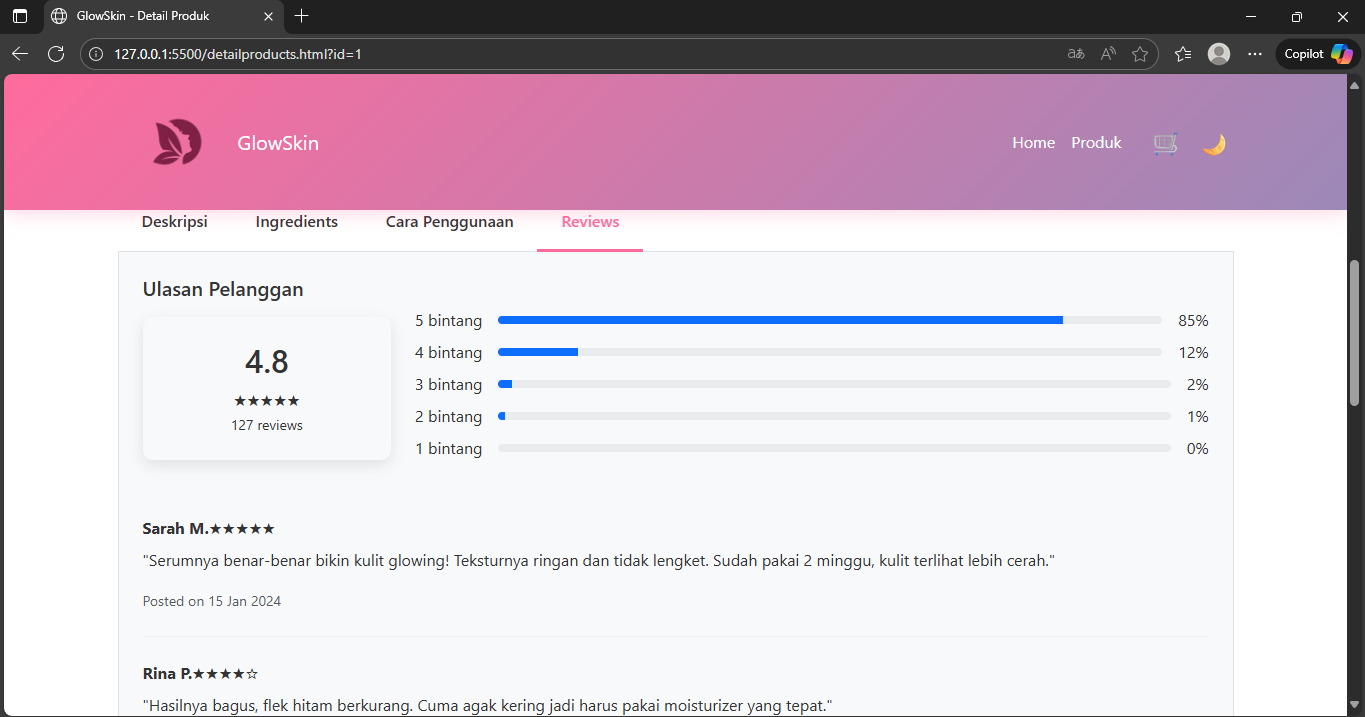 GlowSkin - Detail Produk
127.0.0.1:5500/detailproducts.html?id=1
Copilot
GlowSkin
Home Produk
Deskripsi Ingredients Cara Penggunaan Reviews
Ulasan Pelanggan
4.8
★★★★★
127 reviews
5 bintang 85%
4 bintang 12%
3 bintang 2%
2 bintang 1%
1 bintang 0%
Sarah M.★★★★★
"Serumnya benar-benar bikin kulit glowing! Teksturnya ringan dan tidak lengket. Sudah pakai 2 minggu, kulit terlihat lebih cerah."
Posted on 15 Jan 2024
Rina P.★★★★☆
"Hasilnya bagus, flek hitam berkurang. Cuma agak kering jadi harus pakai moisturizer yang tepat."